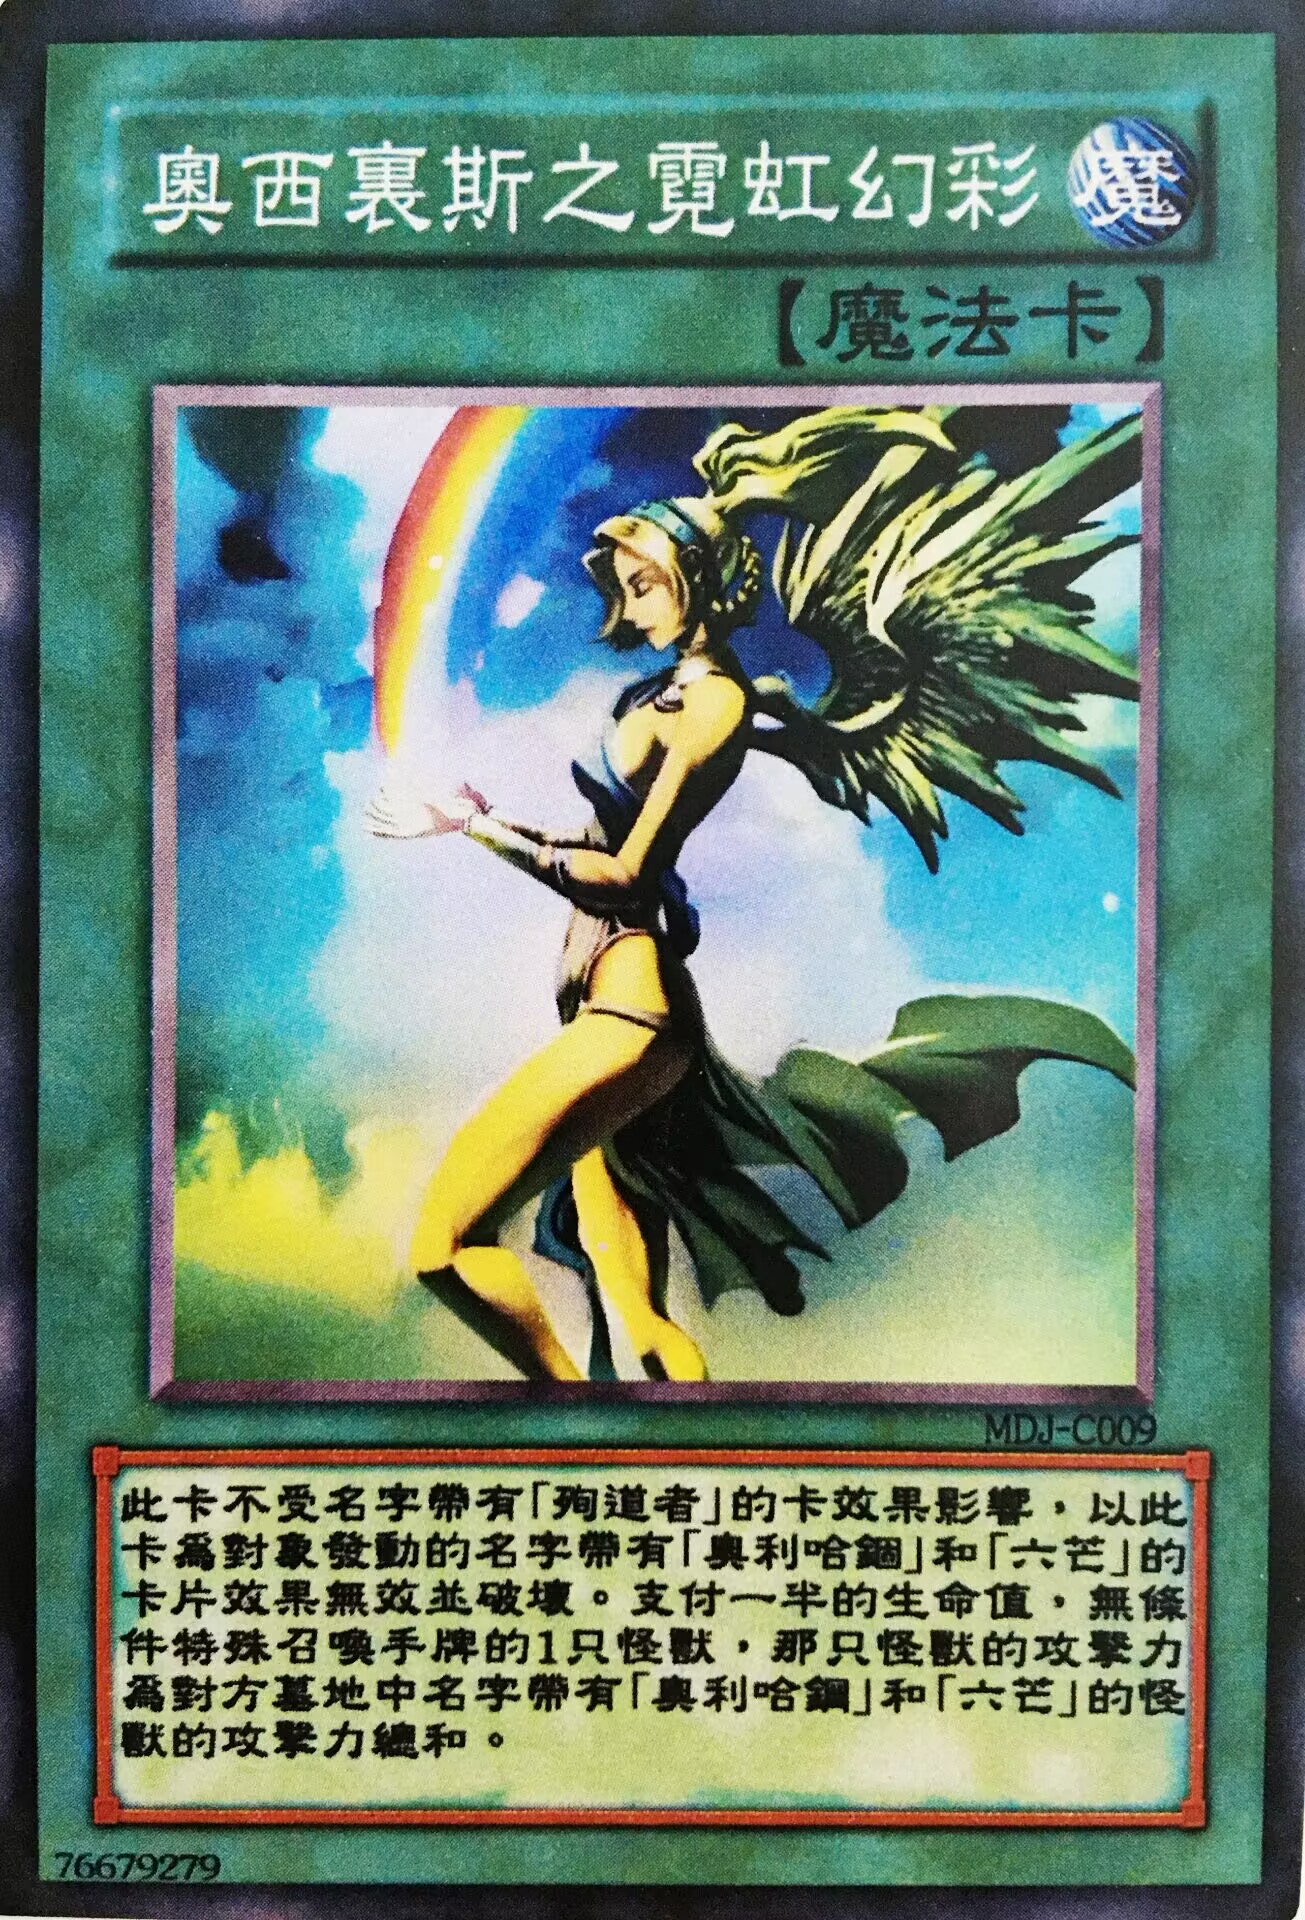 奧西裏斯之霓虹幻彩 魔
【魔法卡】
MDJ-C009
此卡不受名字帶有「殉道者」的卡效果影響，以此
卡為對象發動的名字帶有「奧利哈鋼」和「六芒」的
卡片效果無效並破壞。支付一半的生命值，無條
件特殊召喚手牌的1只怪獸，那只怪獸的攻擊力
為對方墓地中名字帶有「奧利哈鋼」和「六芒」的怪
獸的攻擊力總和。
76679279